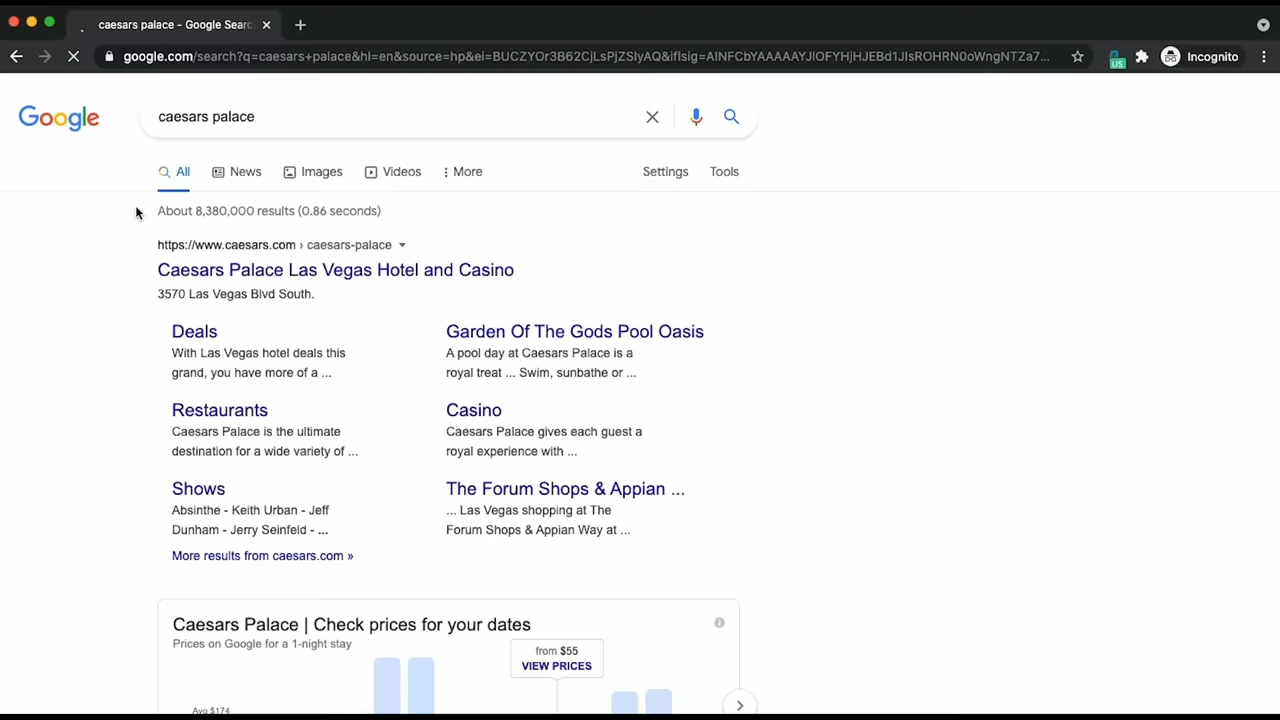 caesars palace - Google Searc
google.com/search?q=caesars+palace&hl=en&source=hp&ei=BUCZYOr3B62CjLsPjZSIyAQ&iflsig=AINFCbYAAAAAYJlOFYHjHJEBd1JIsROHRN0oWngNTZa7...
US
Incognito
Google
caesars palace
All
News
Images
Videos
More
Settings
Tools
About 8,380,000 results (0.86 seconds)
https://www.caesars.com › caesars-palace
Caesars Palace Las Vegas Hotel and Casino
3570 Las Vegas Blvd South.
Deals
With Las Vegas hotel deals this
grand, you have more of a ...
Garden Of The Gods Pool Oasis
A pool day at Caesars Palace is a
royal treat ... Swim, sunbathe or ...
Restaurants
Caesars Palace is the ultimate
destination for a wide variety of ...
Casino
Caesars Palace gives each guest a
royal experience with ...
Shows
Absinthe - Keith Urban - Jeff
Dunham - Jerry Seinfeld - ...
The Forum Shops & Appian ...
... Las Vegas shopping at The
Forum Shops & Appian Way at ...
More results from caesars.com »
Caesars Palace | Check prices for your dates
Prices on Google for a 1-night stay
from $55
VIEW PRICES
Avg $174